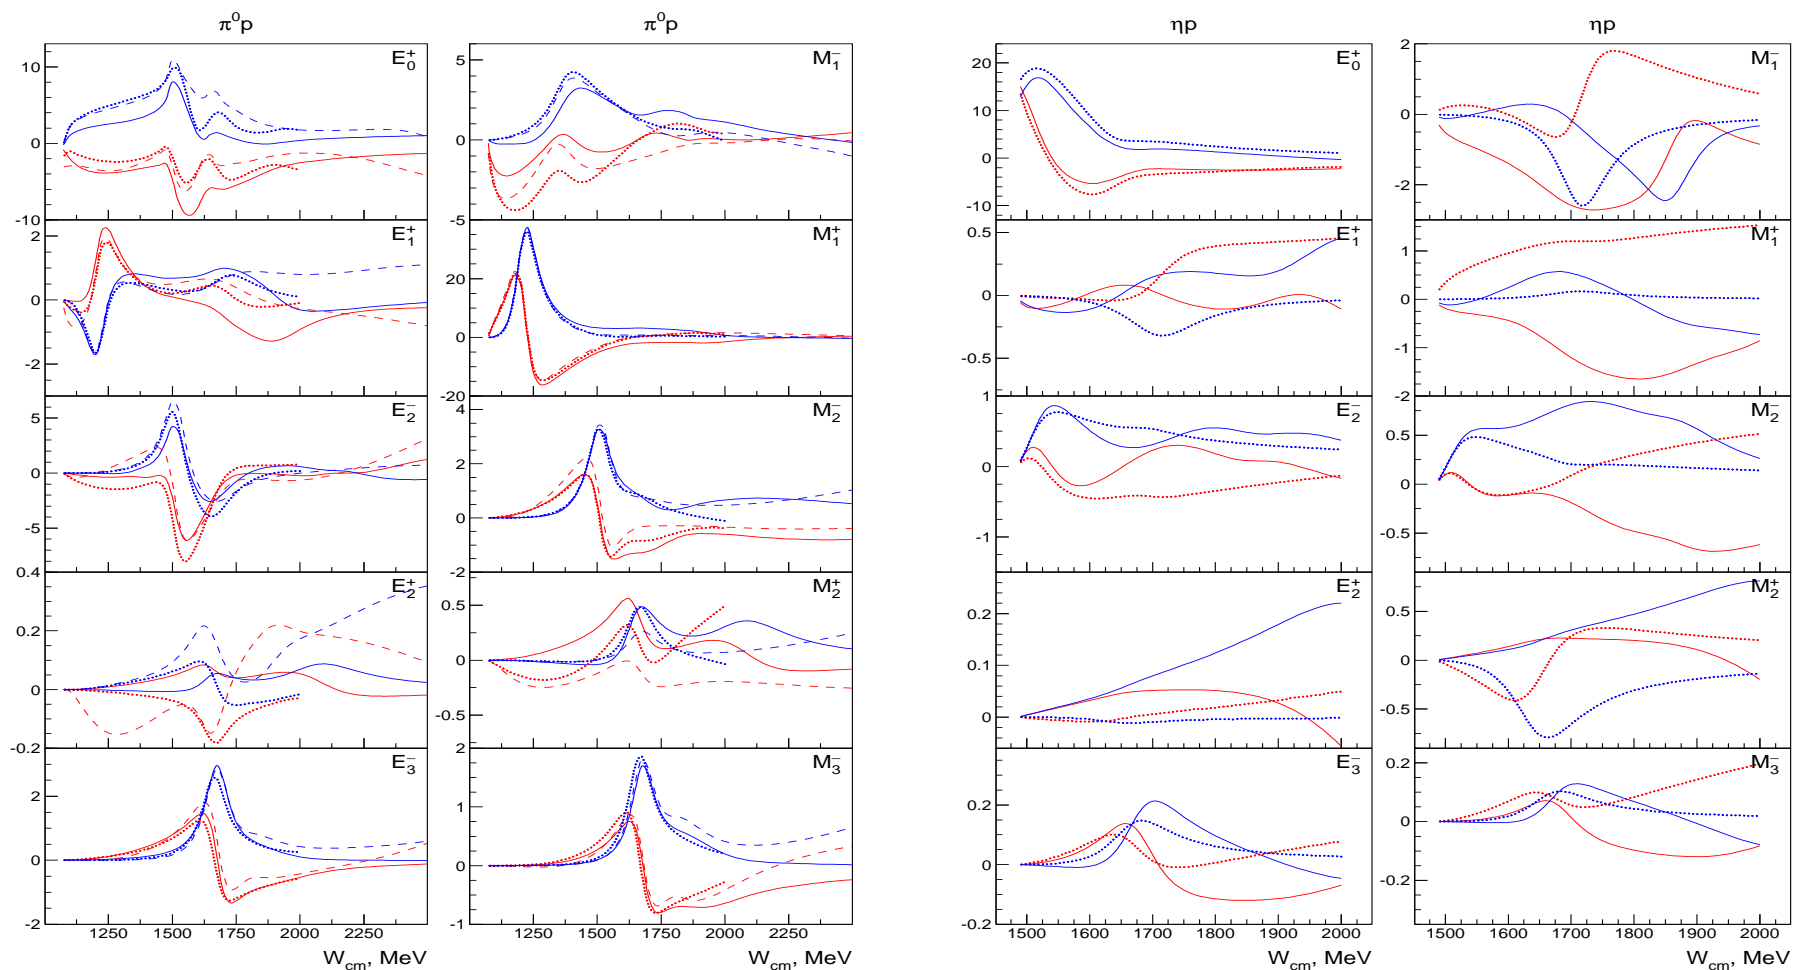 π⁰p π⁰p ηp ηp
E₀⁺ M₁⁻ E₀⁺ M₁⁻
10 5 20 2
0 0 10 0
-10 -5 0 -2
-10
E₁⁺ M₁⁺ E₁⁺ M₁⁺
2 20 0.5 1
0 0 0 0
-2 -20 -0.5 -1
-2
E₂⁻ M₂⁻ E₂⁻ M₂⁻
5 4 1 0.5
0 2 0 0
-5 0 -1 -0.5
-2
E₂⁺ M₂⁺ E₂⁺ M₂⁺
0.4 0.5 0.2 0.5
0.2 0 0.1 0
0 -0.5 0 -0.5
-0.2
E₃⁻ M₃⁻ E₃⁻ M₃⁻
2 2 0.2 0.2
0 1 0 0
-2 0 -0.2 -0.2
-1
1250 1500 1750 2000 2250 1250 1500 1750 2000 2250 1500 1600 1700 1800 1900 2000 1500 1600 1700 1800 1900 2000
W_cm, MeV W_cm, MeV W_cm, MeV W_cm, MeV